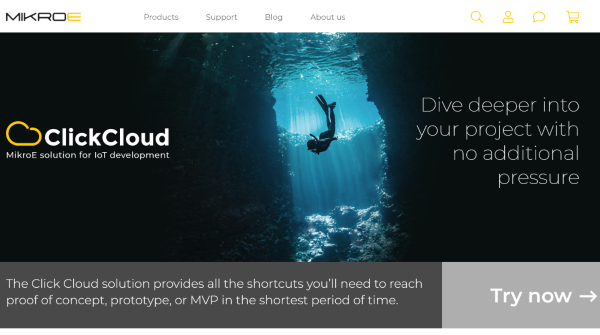 MIKROE
Products Support Blog About us
ClickCloud
MikroE solution for IoT development
Dive deeper into
your project with
no additional
pressure
The Click Cloud solution provides all the shortcuts you'll need to reach
proof of concept, prototype, or MVP in the shortest period of time.
Try now →